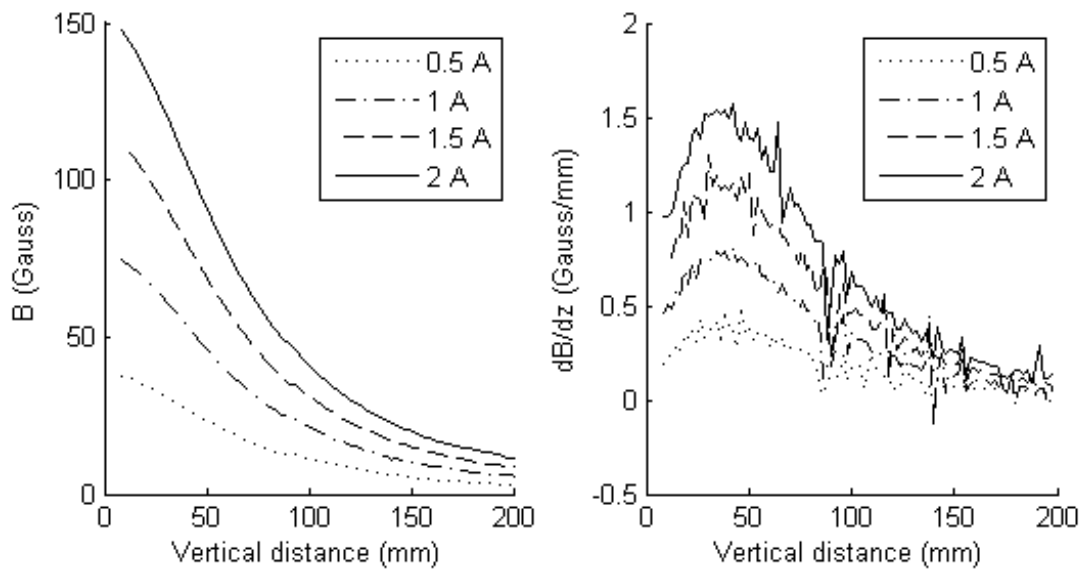 150
100
50
0
B (Gauss)
0 50 100 150 200
Vertical distance (mm)
0.5 A
1 A
1.5 A
2 A
2
1.5
1
0.5
0
-0.5
dB/dz (Gauss/mm)
0 50 100 150 200
Vertical distance (mm)
0.5 A
1 A
1.5 A
2 A